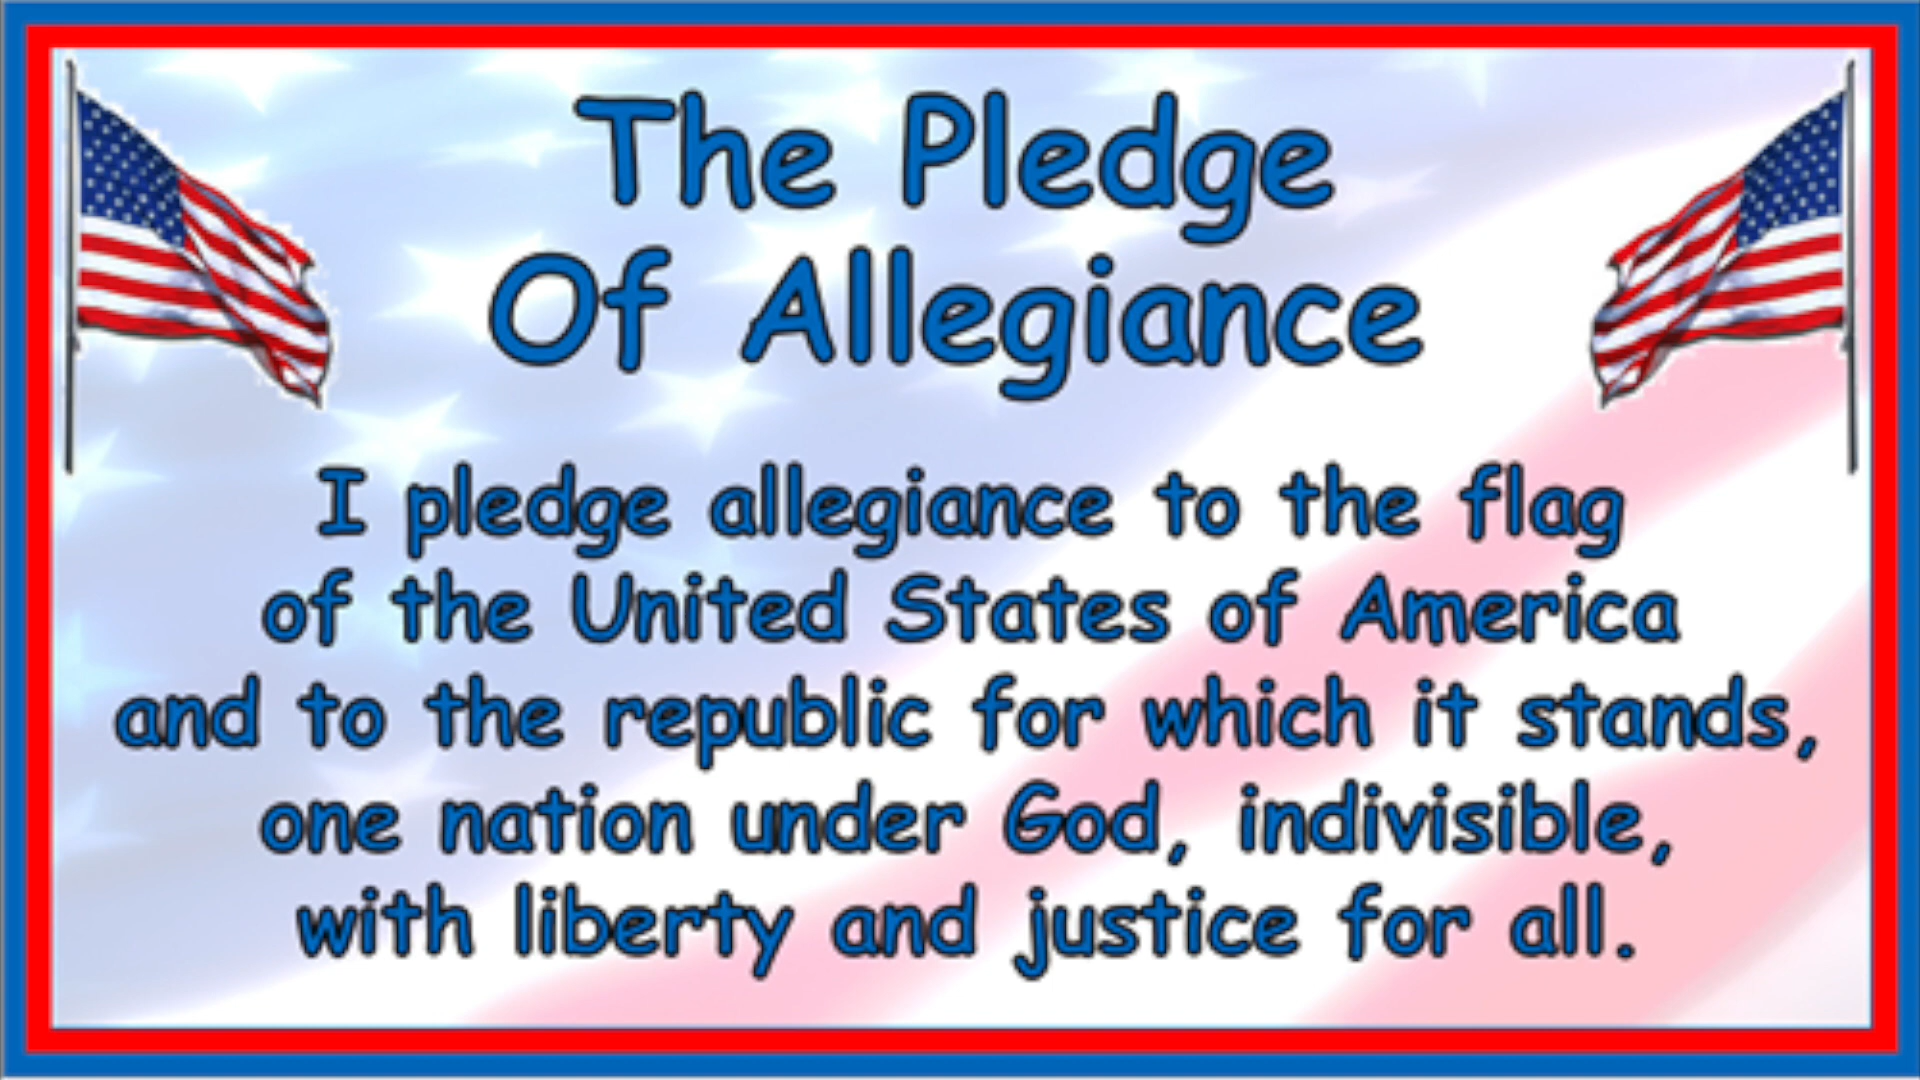 The Pledge
Of Allegiance
I pledge allegiance to the flag
of the United States of America
and to the republic for which it stands,
one nation under God, indivisible,
with liberty and justice for all.